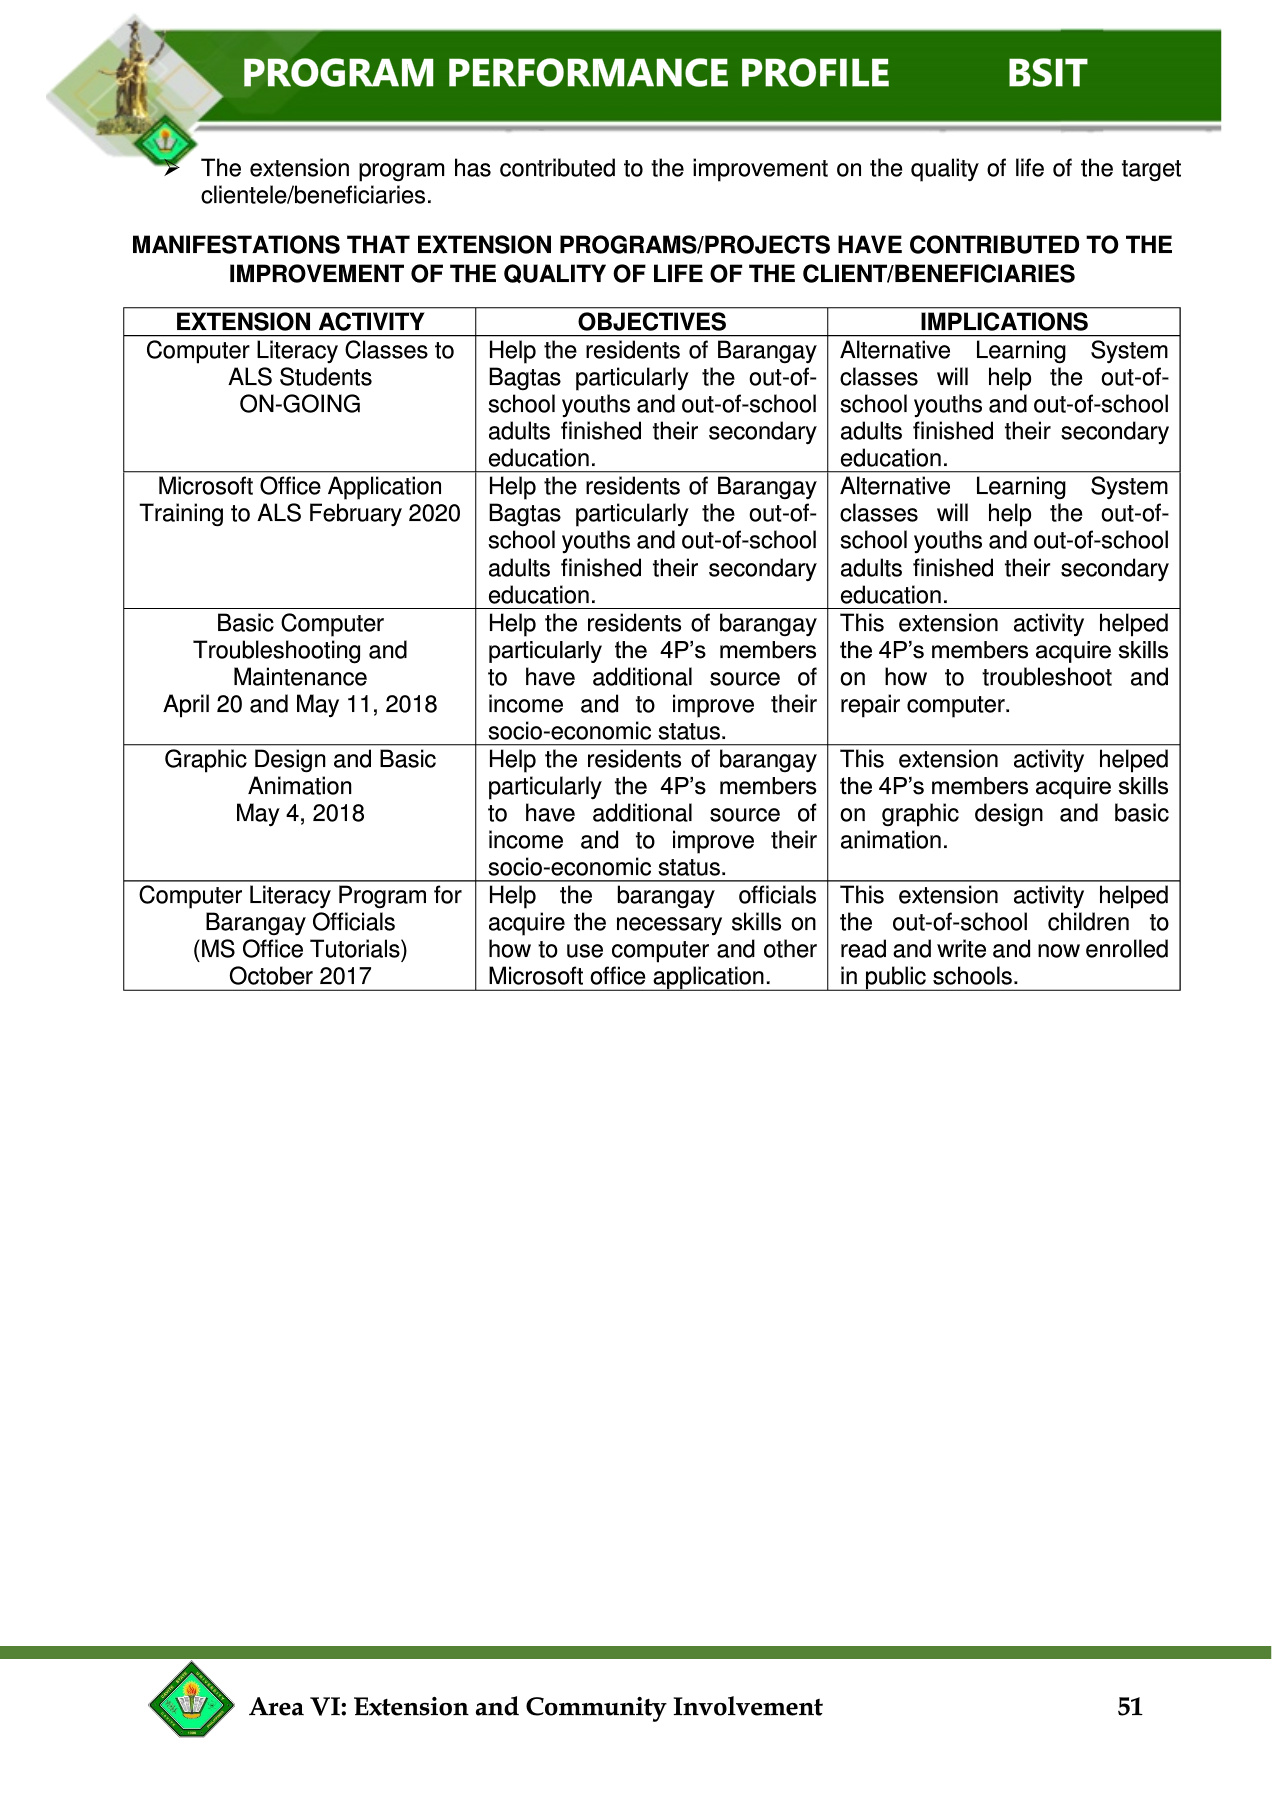 PROGRAM PERFORMANCE PROFILE BSIT
➢ The extension program has contributed to the improvement on the quality of life of the target
clientele/beneficiaries.
MANIFESTATIONS THAT EXTENSION PROGRAMS/PROJECTS HAVE CONTRIBUTED TO THE
IMPROVEMENT OF THE QUALITY OF LIFE OF THE CLIENT/BENEFICIARIES
EXTENSION ACTIVITY
OBJECTIVES
IMPLICATIONS
Computer Literacy Classes to
ALS Students
ON-GOING
Help the residents of Barangay
Bagtas particularly the out-of-
school youths and out-of-school
adults finished their secondary
education.
Alternative Learning System
classes will help the out-of-
school youths and out-of-school
adults finished their secondary
education.
Microsoft Office Application
Training to ALS February 2020
Help the residents of Barangay
Bagtas particularly the out-of-
school youths and out-of-school
adults finished their secondary
education.
Alternative Learning System
classes will help the out-of-
school youths and out-of-school
adults finished their secondary
education.
Basic Computer
Troubleshooting and
Maintenance
April 20 and May 11, 2018
Help the residents of barangay
particularly the 4P’s members
to have additional source of
income and to improve their
socio-economic status.
This extension activity helped
the 4P’s members acquire skills
on how to troubleshoot and
repair computer.
Graphic Design and Basic
Animation
May 4, 2018
Help the residents of barangay
particularly the 4P’s members
to have additional source of
income and to improve their
socio-economic status.
This extension activity helped
the 4P’s members acquire skills
on graphic design and basic
animation.
Computer Literacy Program for
Barangay Officials
(MS Office Tutorials)
October 2017
Help the barangay officials
acquire the necessary skills on
how to use computer and other
Microsoft office application.
This extension activity helped
the out-of-school children to
read and write and now enrolled
in public schools.
Area VI: Extension and Community Involvement 51